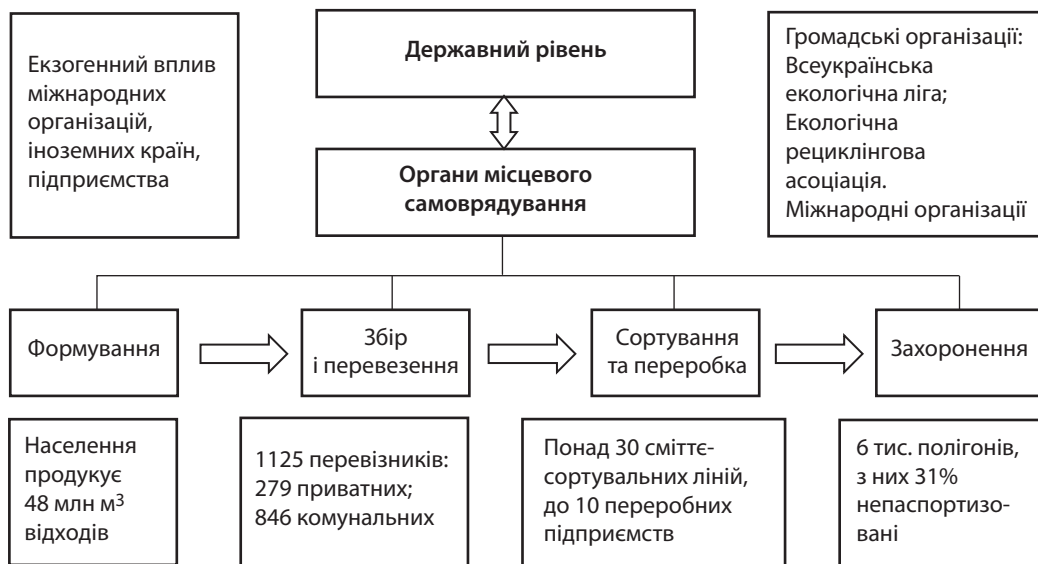 Екзогенний вплив
міжнародних
організацій,
іноземних країн,
підприємства
Державний рівень
Органи місцевого
самоврядування
Громадські організації:
Всеукраїнська
екологічна ліга;
Екологічна
рециклінгова
асоціація.
Міжнародні організації
Формування
Збір
і перевезення
Сортування
та переробка
Захоронення
Населення
продукує
48 млн м³
відходів
1125 перевізників:
279 приватних;
846 комунальних
Понад 30 сміттє-
сортувальних ліній,
до 10 переробних
підприємств
6 тис. полігонів,
з них 31%
непаспортизо-
вані